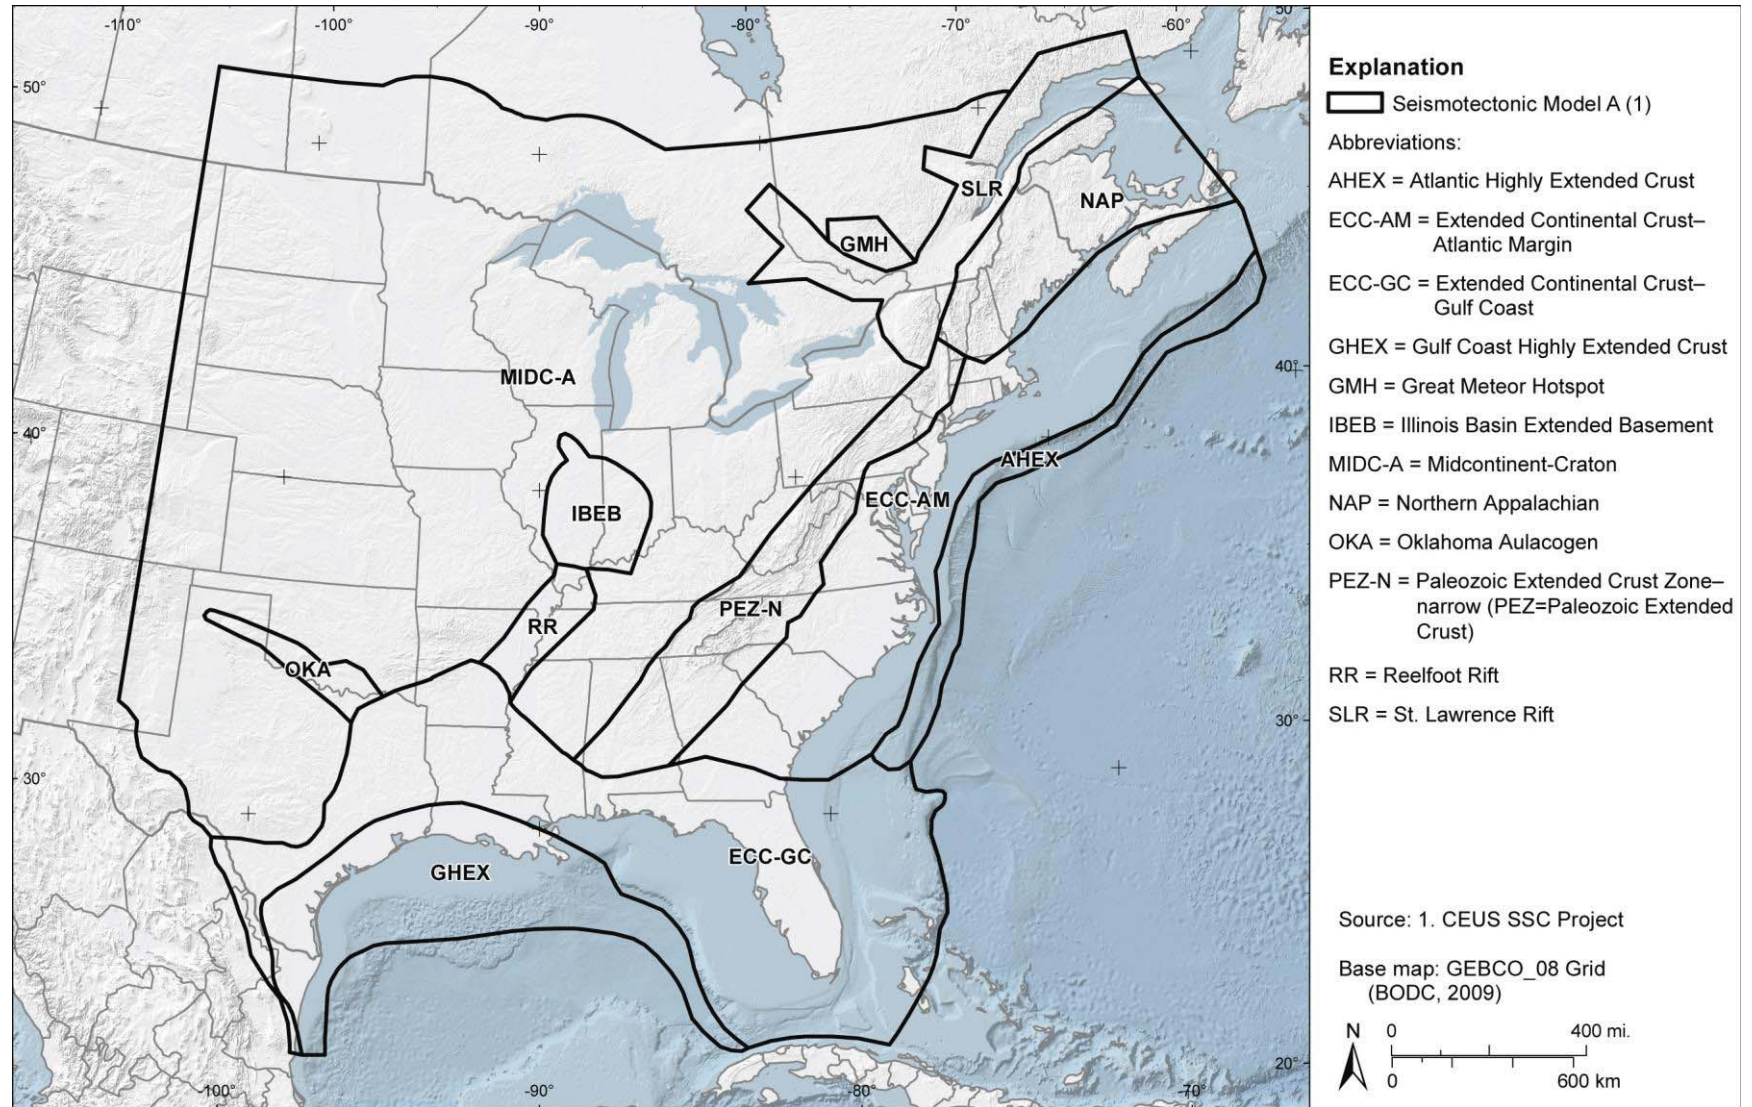 -110°
-100°
-90°
-80°
-70°
-60°
50°
50°
40°
40°
30°
30°
20°
-100°
-90°
-80°
-70°
SLR
NAP
GMH
MIDC-A
AHEX
ECC-AM
IBEB
PEZ-N
RR
OKA
ECC-GC
GHEX
Explanation
Seismotectonic Model A (1)
Abbreviations:
AHEX = Atlantic Highly Extended Crust
ECC-AM = Extended Continental Crust–
Atlantic Margin
ECC-GC = Extended Continental Crust–
Gulf Coast
GHEX = Gulf Coast Highly Extended Crust
GMH = Great Meteor Hotspot
IBEB = Illinois Basin Extended Basement
MIDC-A = Midcontinent-Craton
NAP = Northern Appalachian
OKA = Oklahoma Aulacogen
PEZ-N = Paleozoic Extended Crust Zone–
narrow (PEZ=Paleozoic Extended
Crust)
RR = Reelfoot Rift
SLR = St. Lawrence Rift
Source: 1. CEUS SSC Project
Base map: GEBCO_08 Grid
(BODC, 2009)
N
0 400 mi.
0 600 km